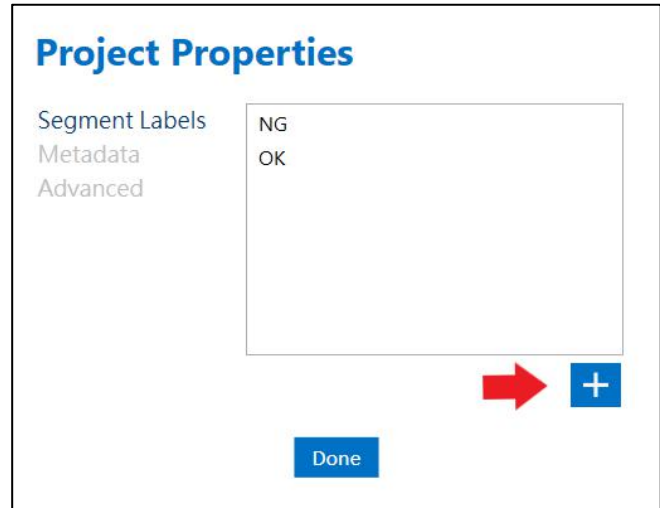 Project Properties
Segment Labels
Metadata
Advanced
NG
OK
+
Done